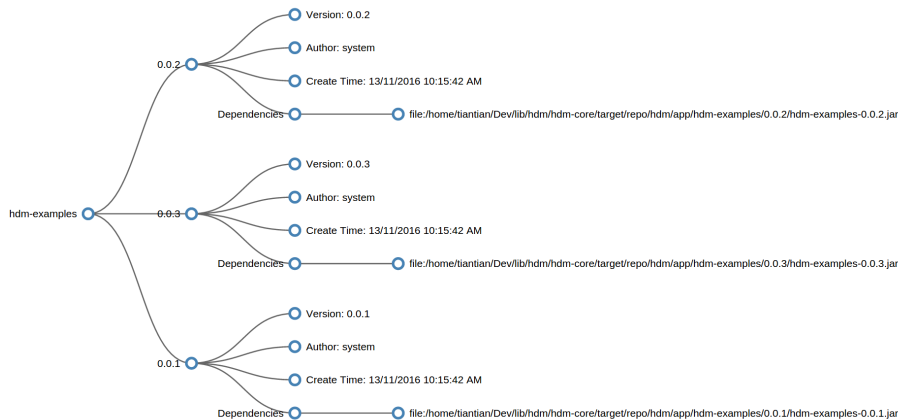 Version: 0.0.2
Author: system
0.0.2
Create Time: 13/11/2016 10:15:42 AM
Dependencies
file:/home/tiantian/Dev/lib/hdm/hdm-core/target/repo/hdm/app/hdm-examples/0.0.2/hdm-examples-0.0.2.jar
Version: 0.0.3
Author: system
hdm-examples
0.0.3
Create Time: 13/11/2016 10:15:42 AM
Dependencies
file:/home/tiantian/Dev/lib/hdm/hdm-core/target/repo/hdm/app/hdm-examples/0.0.3/hdm-examples-0.0.3.jar
Version: 0.0.1
Author: system
0.0.1
Create Time: 13/11/2016 10:15:42 AM
Dependencies
file:/home/tiantian/Dev/lib/hdm/hdm-core/target/repo/hdm/app/hdm-examples/0.0.1/hdm-examples-0.0.1.jar